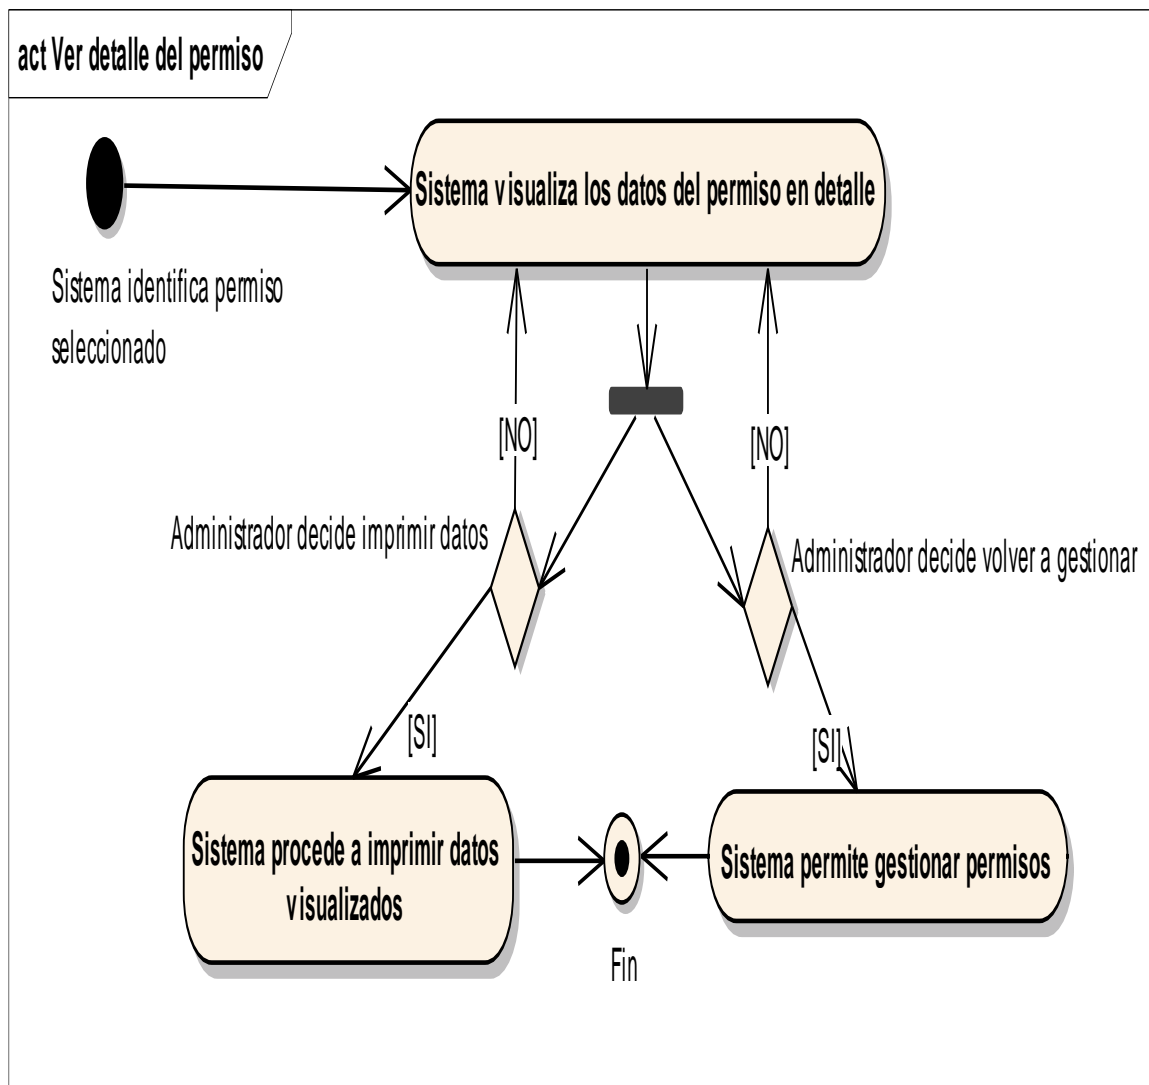 act Ver detalle del permiso
Sistema visualiza los datos del permiso en detalle
Sistema identifica permiso
seleccionado
[NO]
[NO]
Administrador decide imprimir datos
Administrador decide volver a gestionar
[SI]
[SI]
Sistema procede a imprimir datos
visualizados
Sistema permite gestionar permisos
Fin